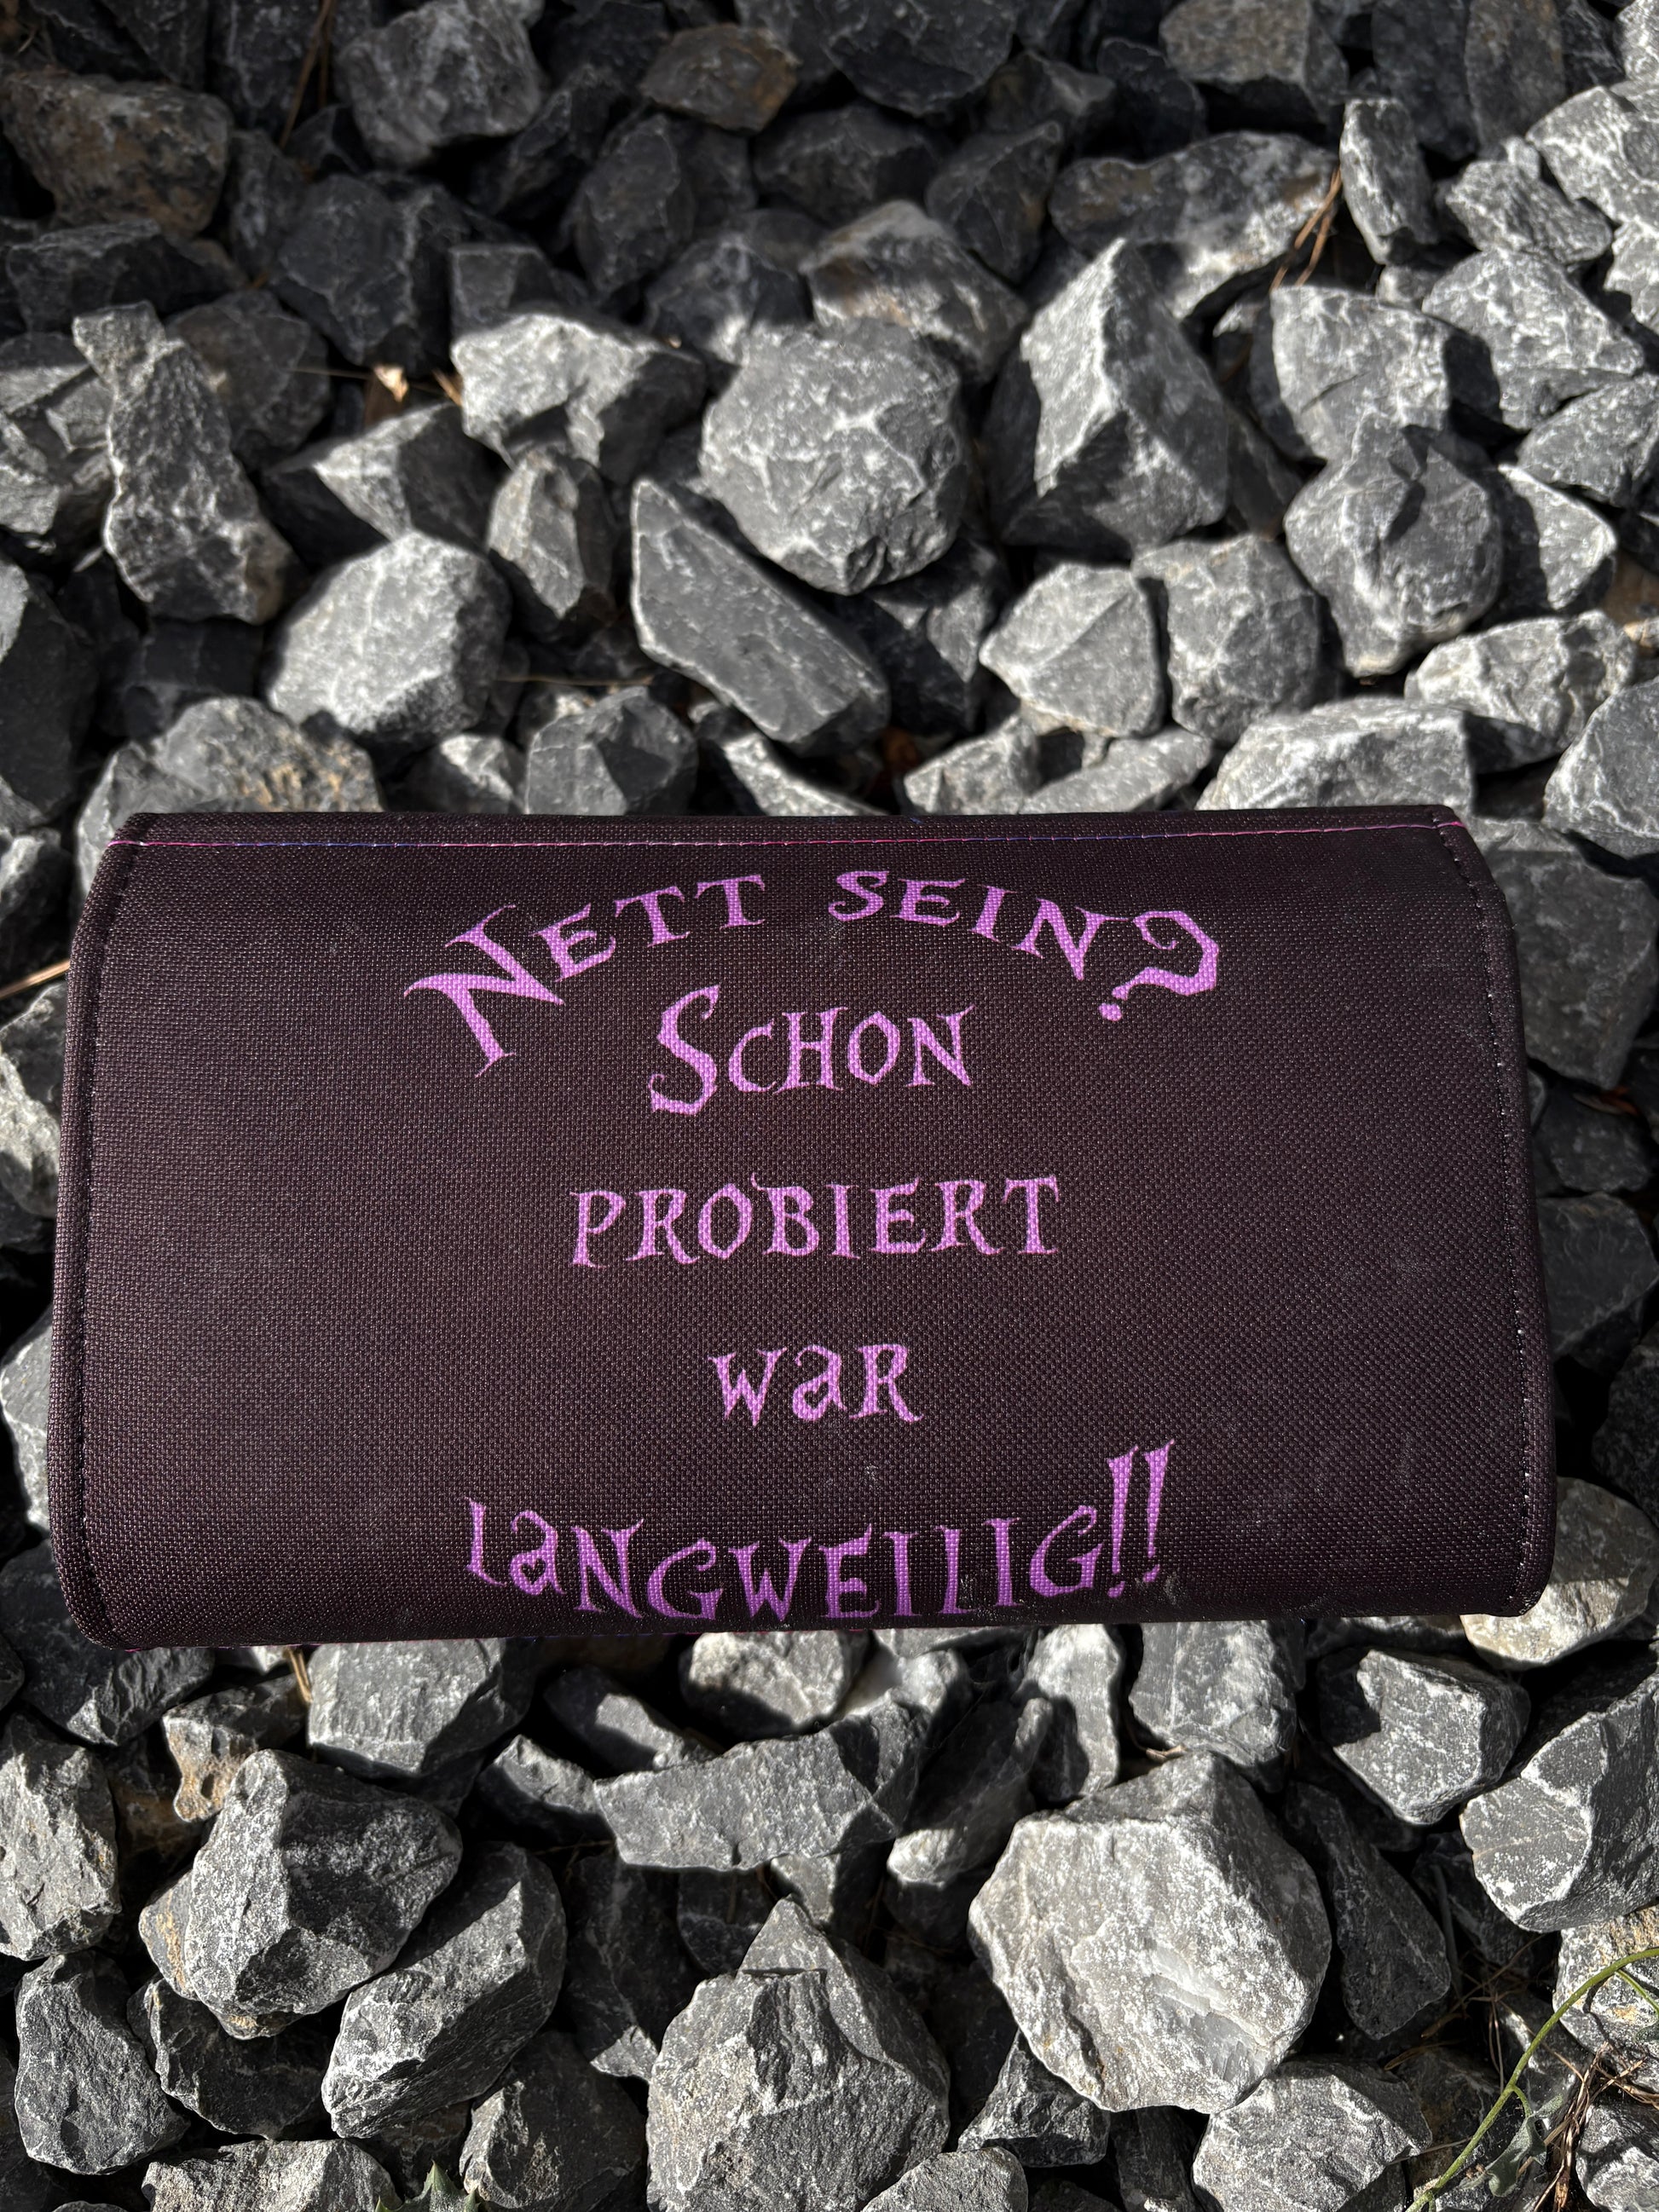 Nett sein?
Schon
probiert
war
langweilig!!